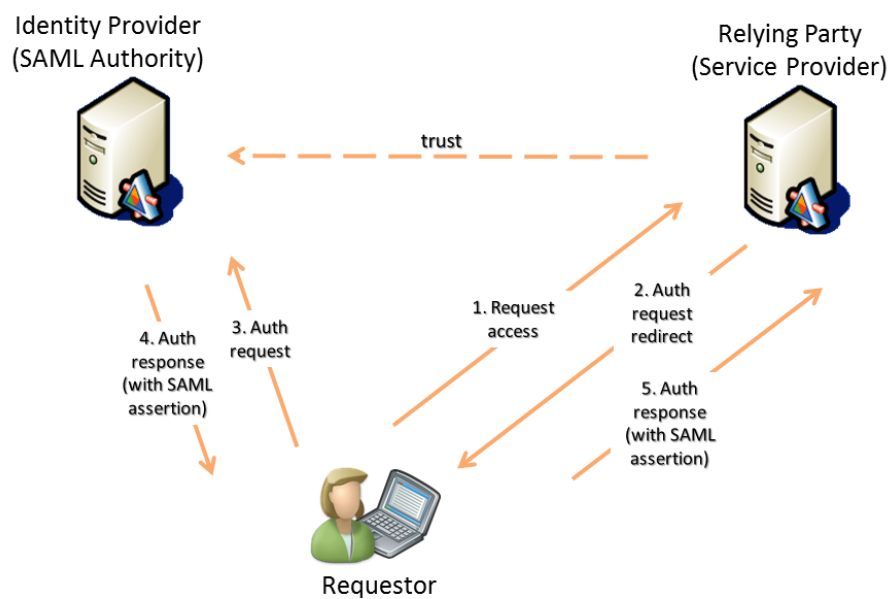 Identity Provider
(SAML Authority)
Relying Party
(Service Provider)
trust
1. Request
access
2. Auth
request
redirect
3. Auth
request
4. Auth
response
(with SAML
assertion)
5. Auth
response
(with SAML
assertion)
Requestor